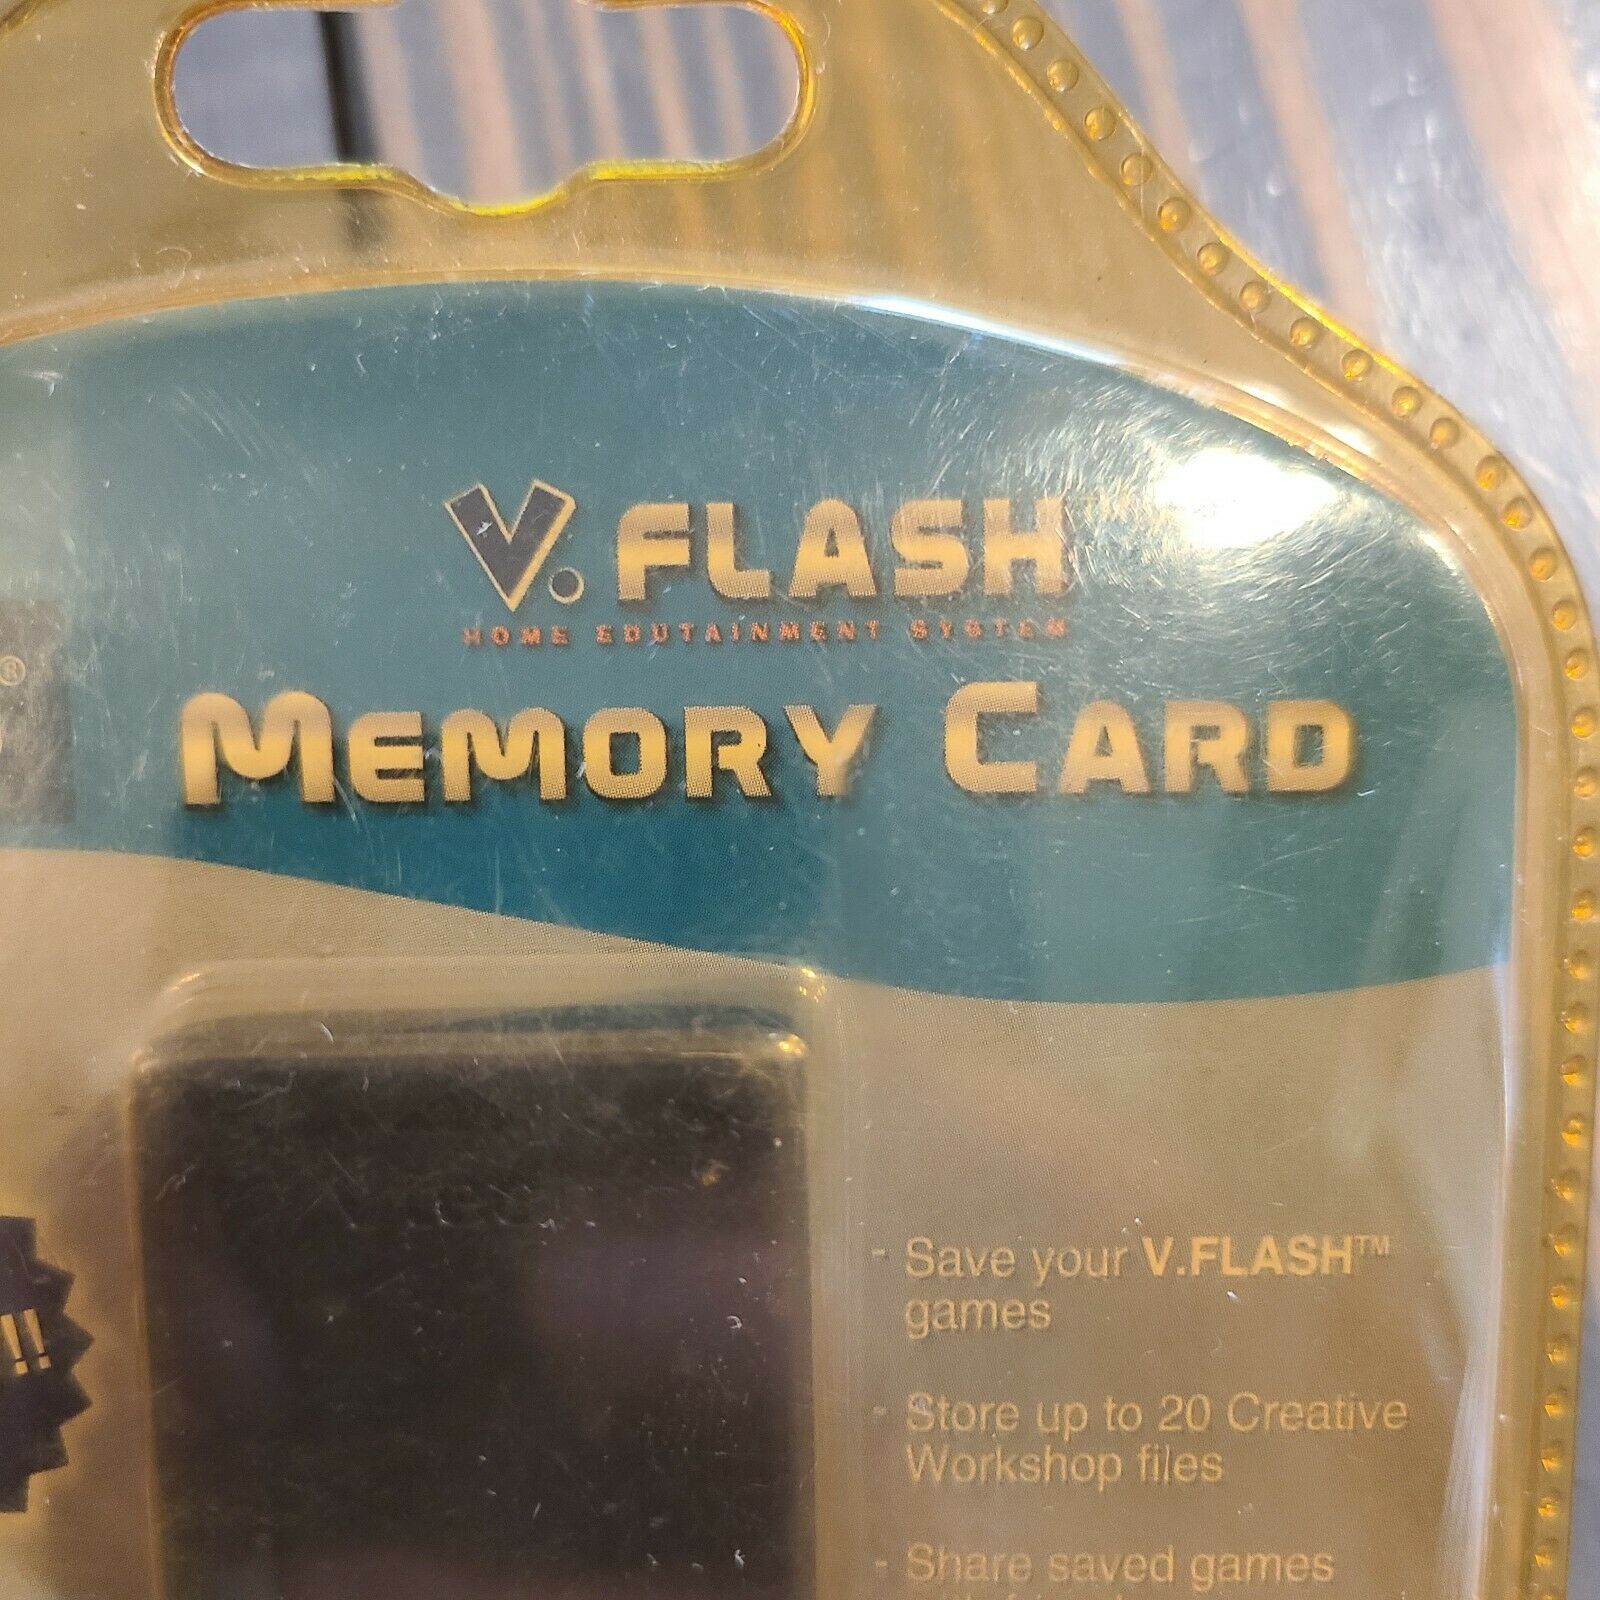 V.FLASH™
HOME EDUTAINMENT SYSTEM
®
MEMORY CARD
!!
- Save your V.FLASH™
games
- Store up to 20 Creative
Workshop files
- Share saved games